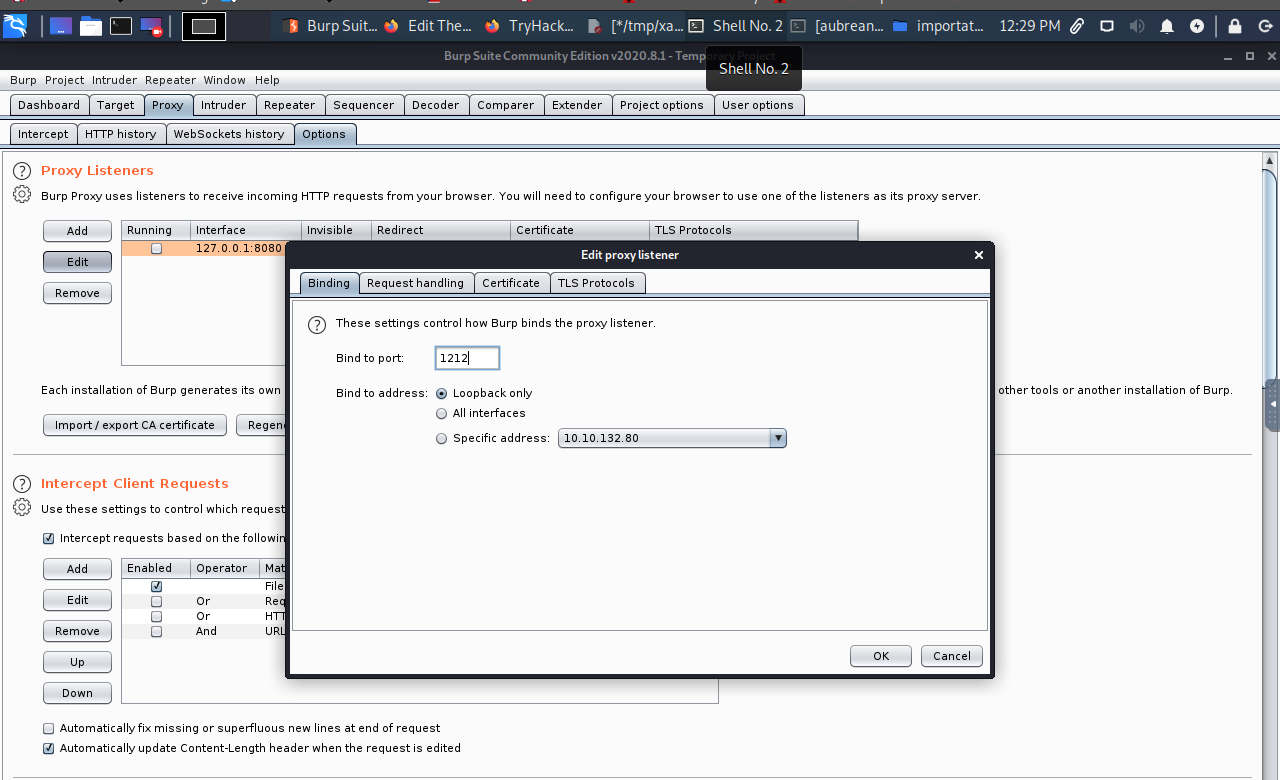 Burp Suit... Edit The... TryHack... [*/tmp/xa... Shell No. 2 [aubrean... importat... 12:29 PM
Burp Suite Community Edition v2020.8.1 - Temporary Project
Shell No. 2
Burp Project Intruder Repeater Window Help
Dashboard Target Proxy Intruder Repeater Sequencer Decoder Comparer Extender Project options User options
Intercept HTTP history WebSockets history Options
? Proxy Listeners
Burp Proxy uses listeners to receive incoming HTTP requests from your browser. You will need to configure your browser to use one of the listeners as its proxy server.
Add Running Interface Invisible Redirect Certificate TLS Protocols
127.0.0.1:8080
Edit
Remove
Edit proxy listener
Binding Request handling Certificate TLS Protocols
? These settings control how Burp binds the proxy listener.
Bind to port: 1212
Bind to address: Loopback only
All interfaces
Specific address: 10.10.132.80
OK Cancel
Each installation of Burp generates its own other tools or another installation of Burp.
Import / export CA certificate Regen
? Intercept Client Requests
Use these settings to control which request
Intercept requests based on the followin
Add Enabled Operator Mat
File
Edit Or Req
Or HTT
Remove And URL
Up
Down
Automatically fix missing or superfluous new lines at end of request
Automatically update Content-Length header when the request is edited